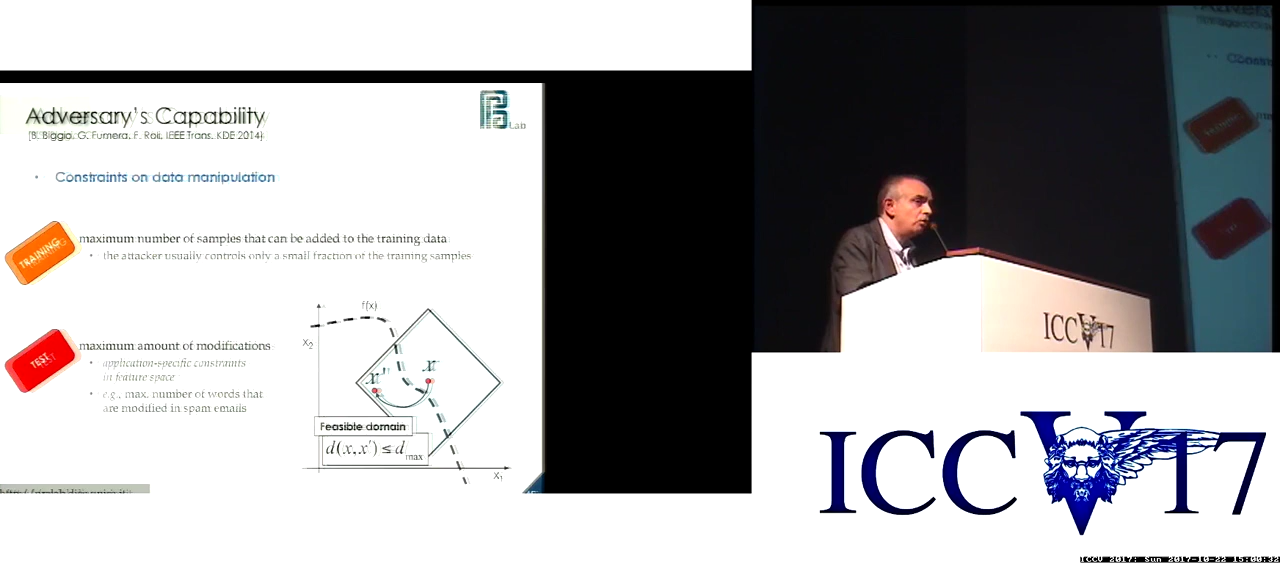 Adversary's Capability
[B. Biggio, G. Fumera, F. Roli, IEEE Trans. KDE 2014]
Lab
• Constraints on data manipulation
TRAINING
maximum number of samples that can be added to the training data
• the attacker usually controls only a small fraction of the training samples
TEST
maximum amount of modifications
• application-specific constraints
in feature space
• e.g., max. number of words that
are modified in spam emails
f(x)
x2
x'
x
Feasible domain
d(x,x') ≤ dmax
x1
ICCV17
ICCV17
ICCV 2017: Sun 2017-10-22 15:00:32